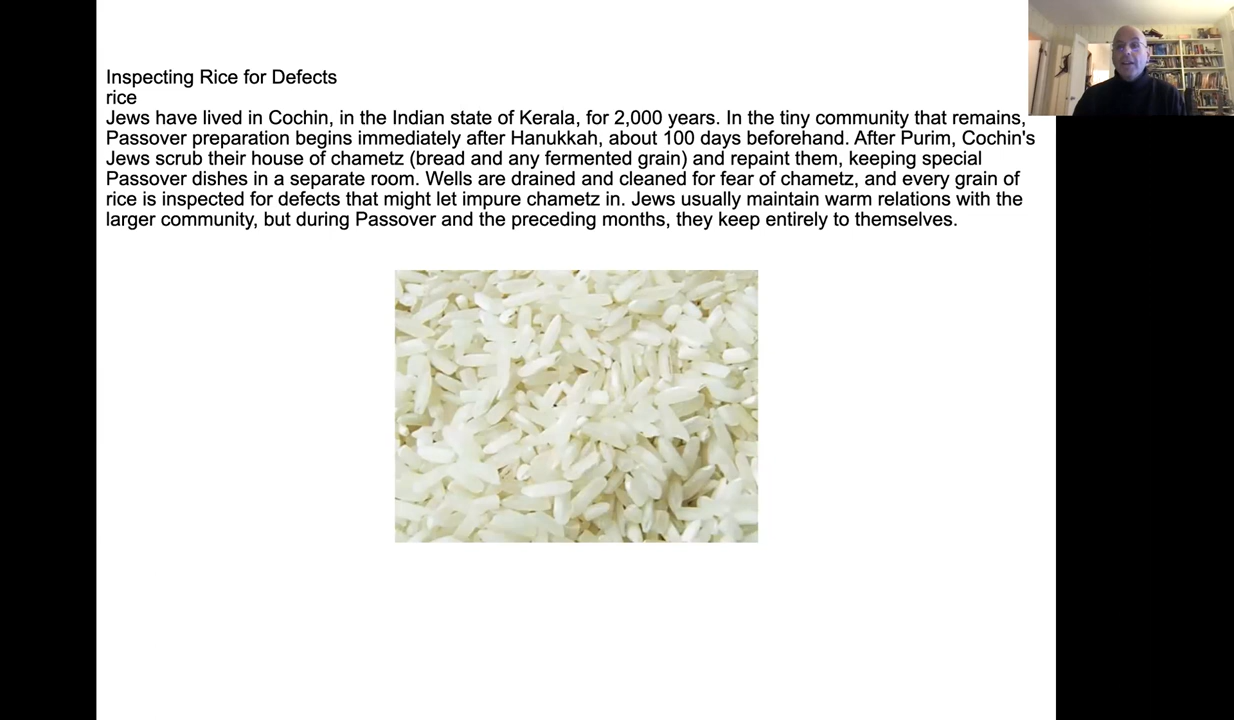 Inspecting Rice for Defects
rice
Jews have lived in Cochin, in the Indian state of Kerala, for 2,000 years. In the tiny community that remains,
Passover preparation begins immediately after Hanukkah, about 100 days beforehand. After Purim, Cochin's
Jews scrub their house of chametz (bread and any fermented grain) and repaint them, keeping special
Passover dishes in a separate room. Wells are drained and cleaned for fear of chametz, and every grain of
rice is inspected for defects that might let impure chametz in. Jews usually maintain warm relations with the
larger community, but during Passover and the preceding months, they keep entirely to themselves.